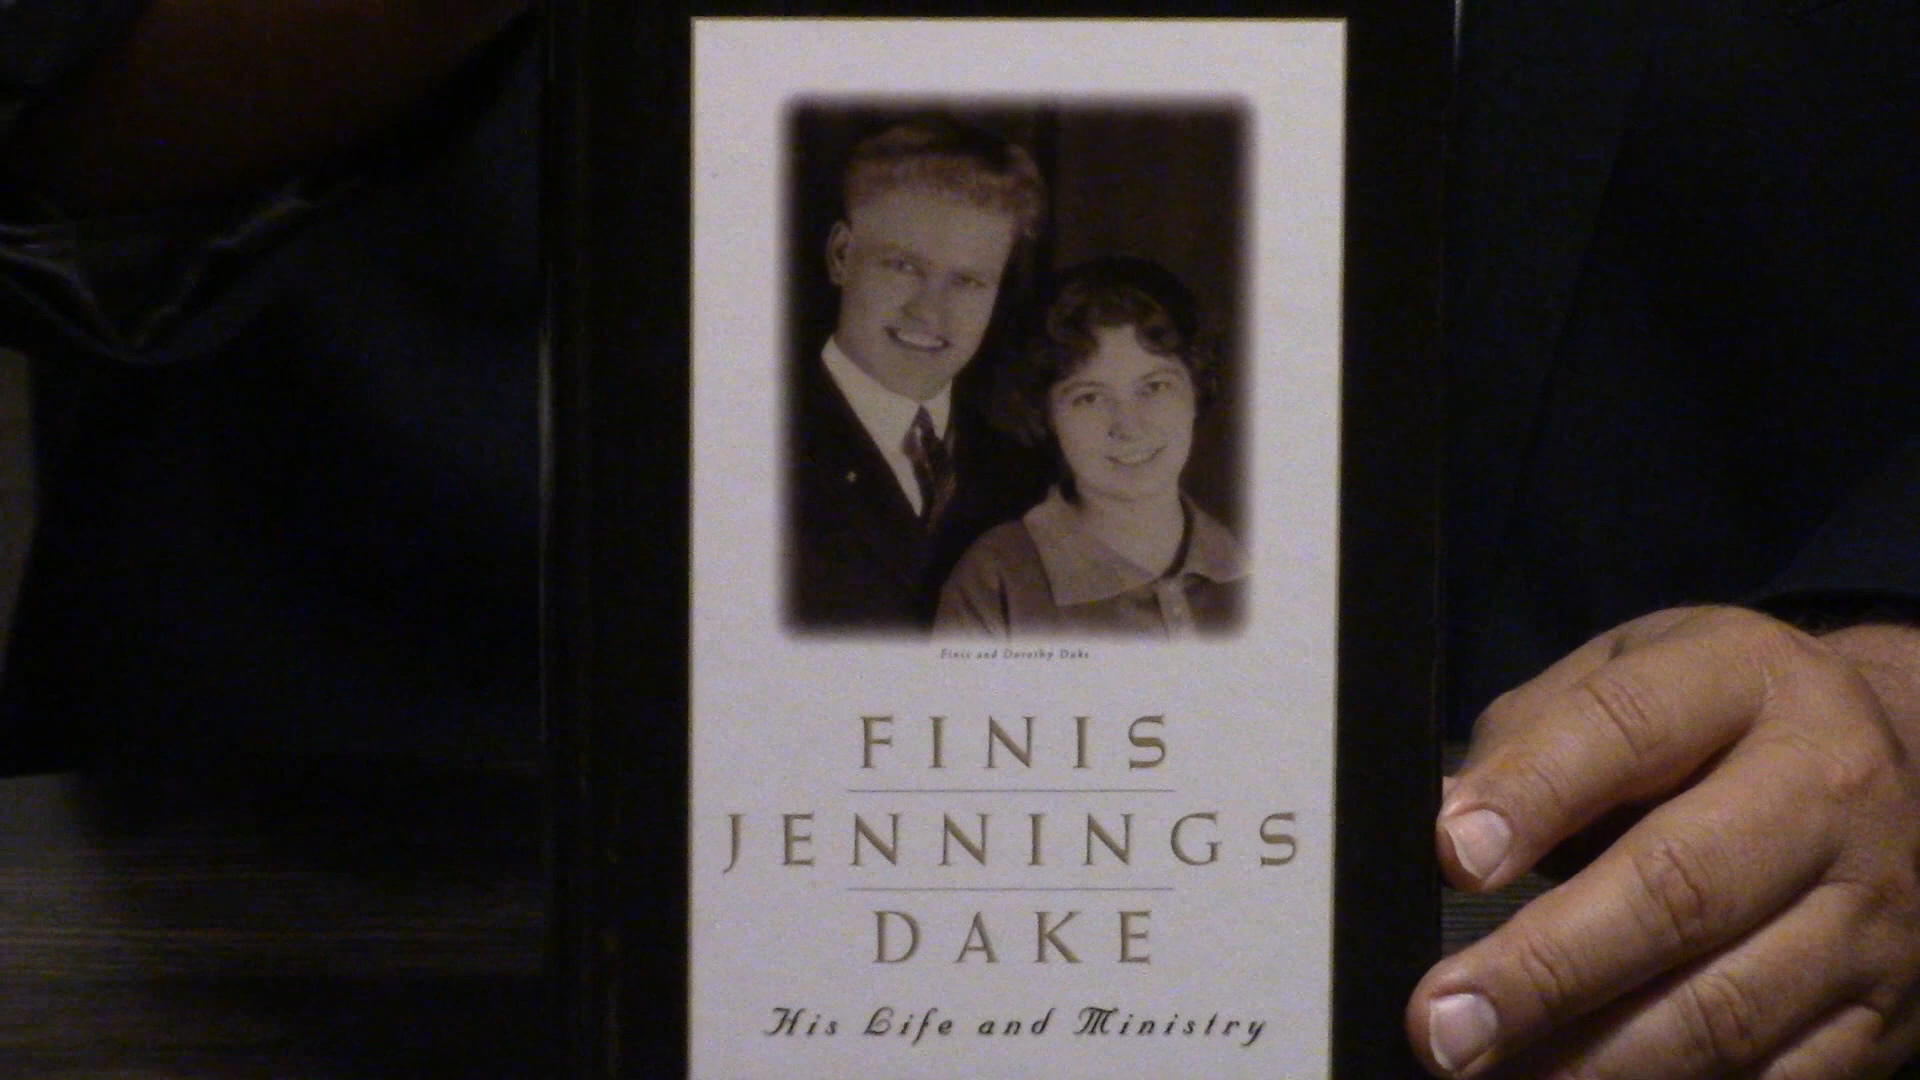 Finis and Dorothy Dake
FINIS
JENNINGS
DAKE
His Life and Ministry